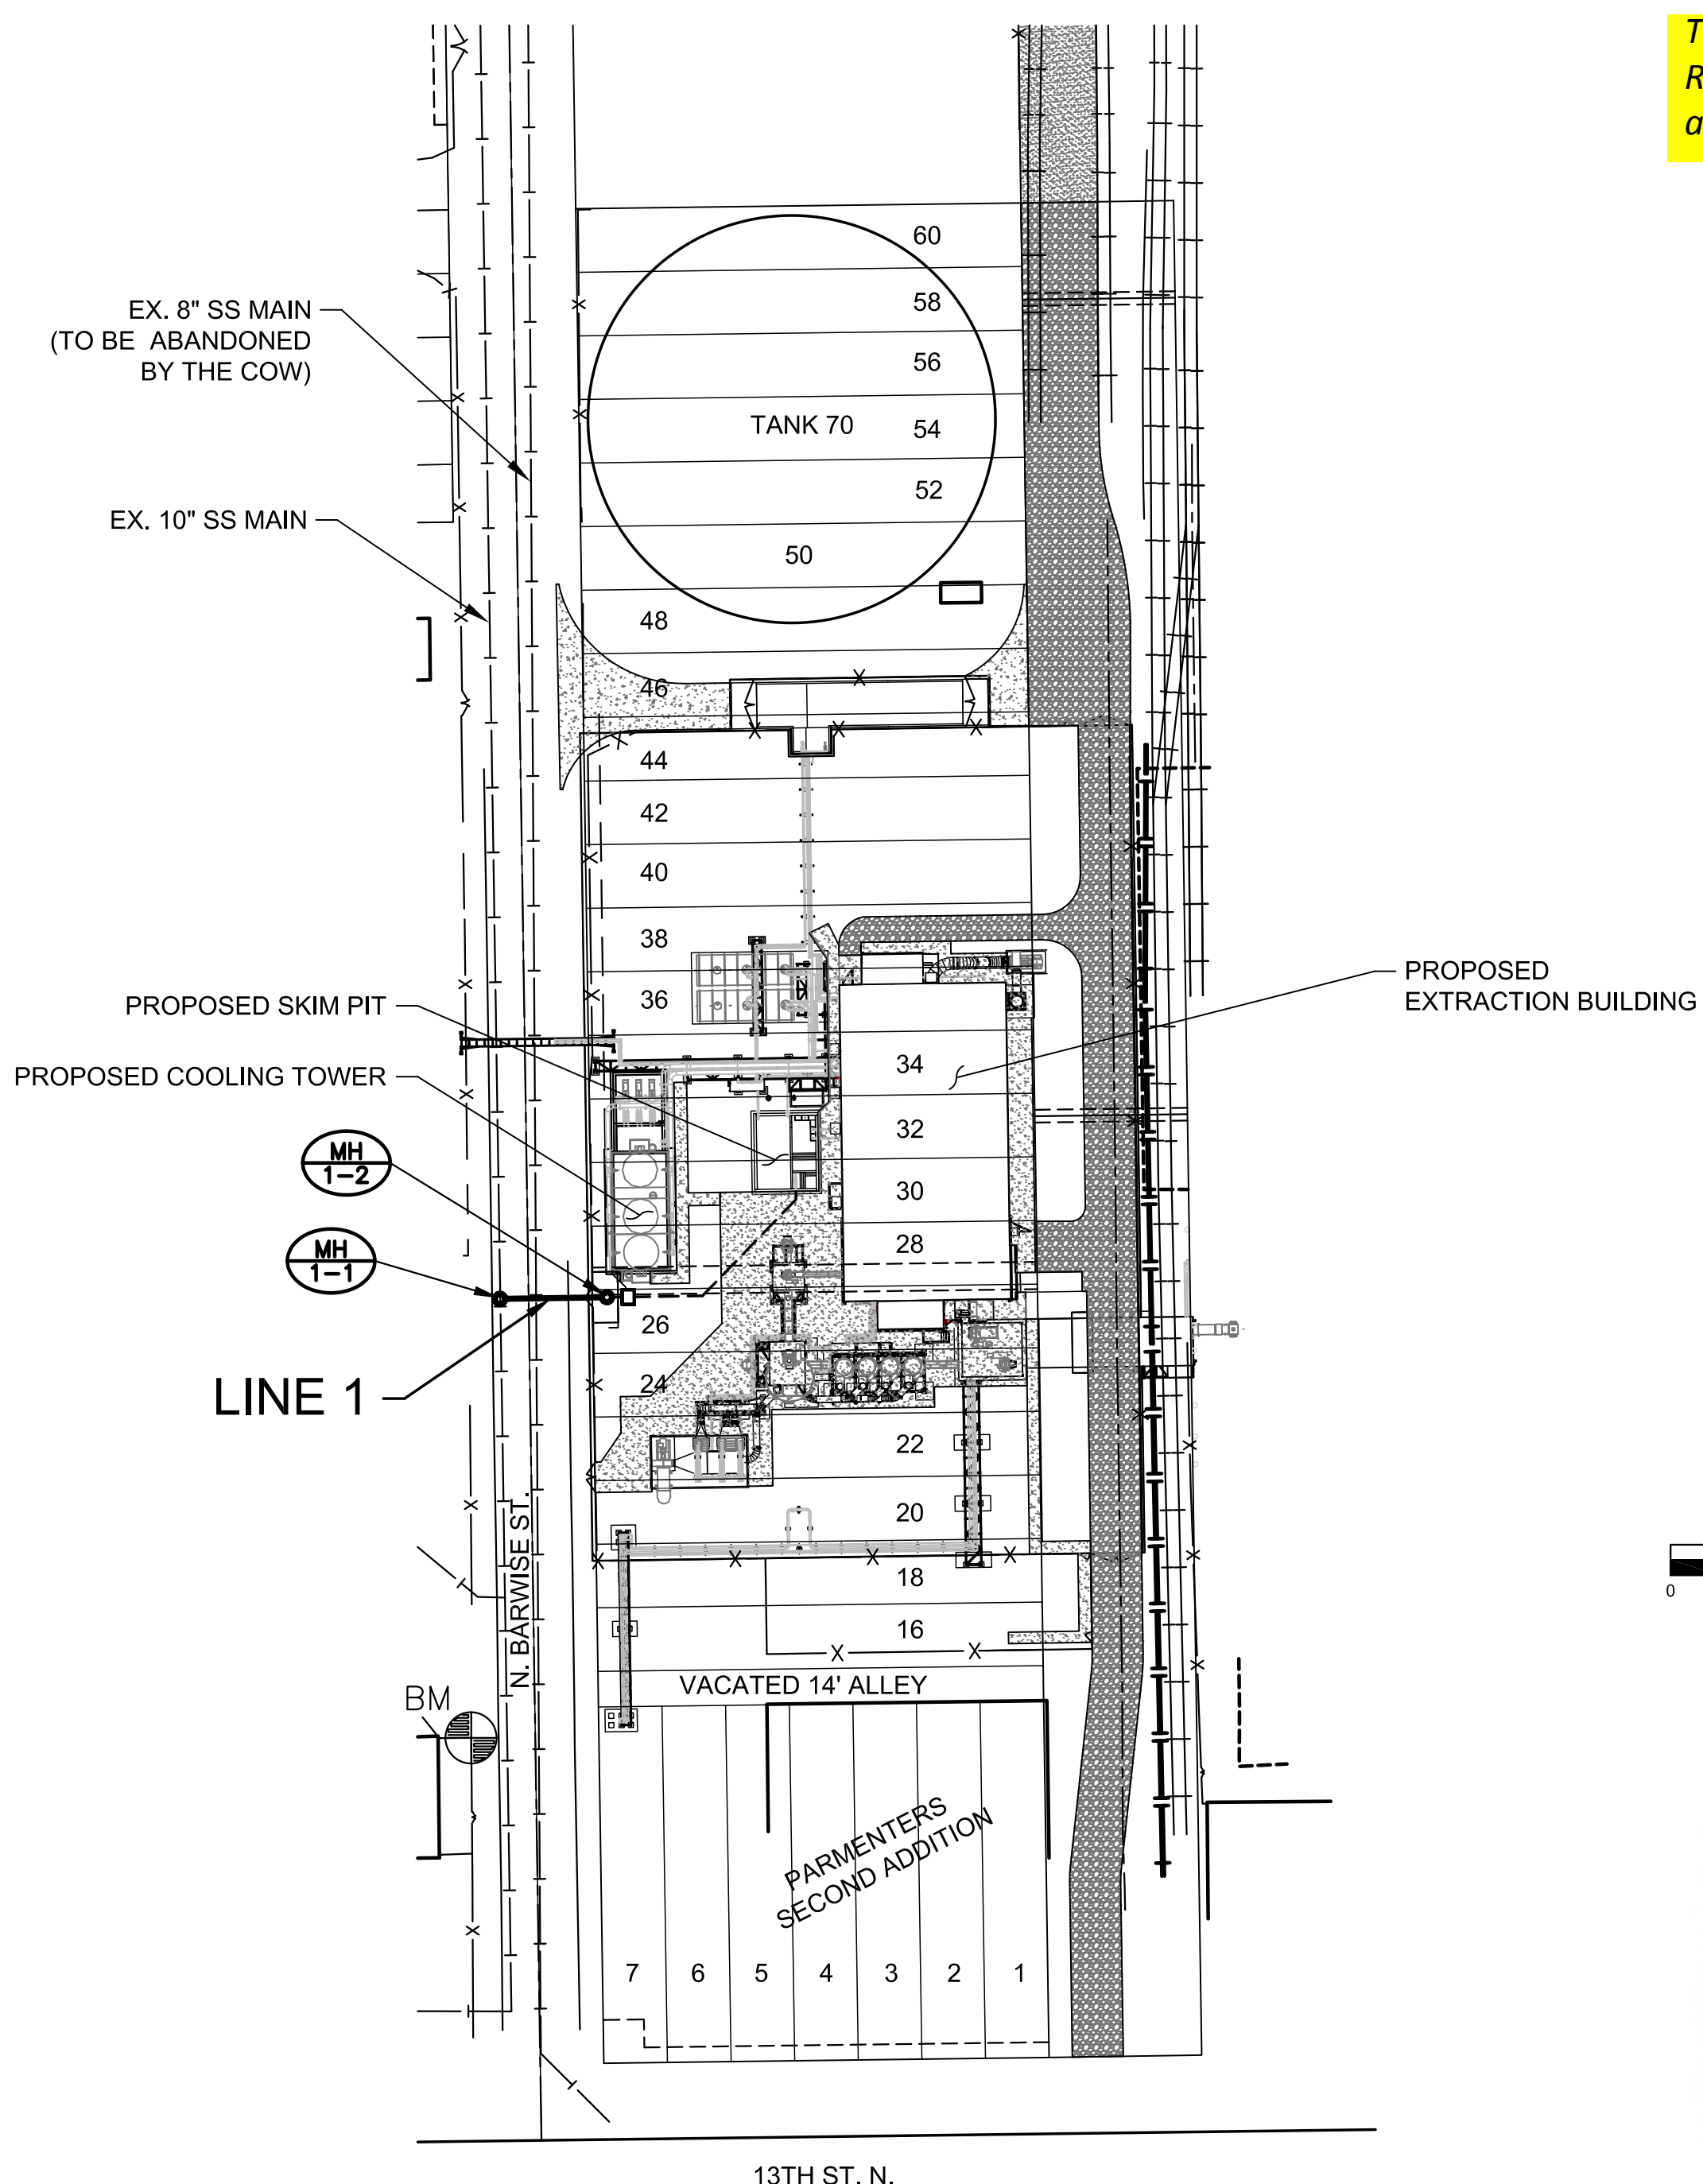 T
R
a
60
58
56
54
52
50
48
46
44
42
40
38
36
34
32
30
28
26
24
22
20
18
16
TANK 70
EX. 8" SS MAIN
(TO BE ABANDONED
BY THE COW)
EX. 10" SS MAIN
PROPOSED SKIM PIT
PROPOSED COOLING TOWER
PROPOSED
EXTRACTION BUILDING
MH
1-2
MH
1-1
LINE 1
N. BARWISE ST.
BM
0
VACATED 14' ALLEY
PARMENTERS
SECOND ADDITION
7 6 5 4 3 2 1
13TH ST. N.